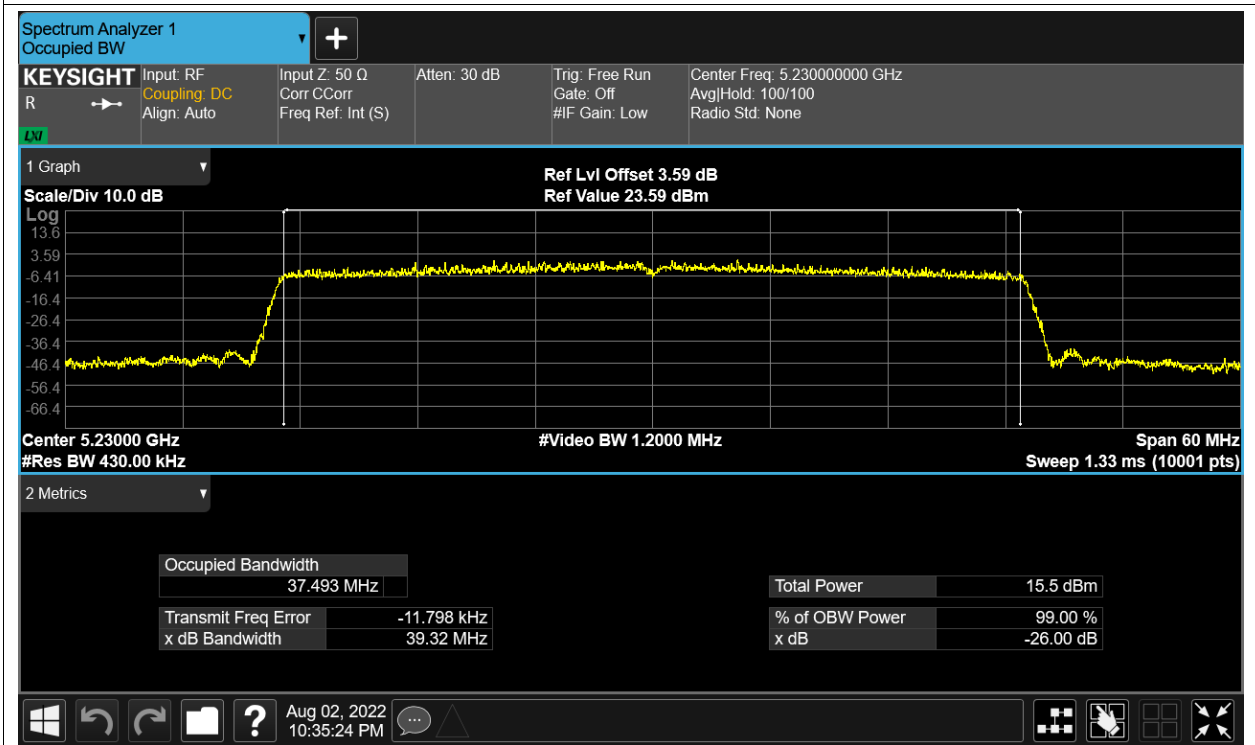 Spectrum Analyzer 1
Occupied BW
KEYSIGHT
R
LXI
Input: RF
Coupling: DC
Align: Auto
Input Z: 50 Ω
Corr CCorr
Freq Ref: Int (S)
Atten: 30 dB
Trig: Free Run
Gate: Off
#IF Gain: Low
Center Freq: 5.230000000 GHz
Avg|Hold: 100/100
Radio Std: None
1 Graph
Scale/Div 10.0 dB
Ref Lvl Offset 3.59 dB
Ref Value 23.59 dBm
Log
13.6
3.59
-6.41
-16.4
-26.4
-36.4
-46.4
-56.4
-66.4
Center 5.23000 GHz
#Res BW 430.00 kHz
#Video BW 1.2000 MHz
Span 60 MHz
Sweep 1.33 ms (10001 pts)
2 Metrics
Occupied Bandwidth
37.493 MHz
Transmit Freq Error -11.798 kHz
x dB Bandwidth 39.32 MHz
Total Power 15.5 dBm
% of OBW Power 99.00 %
x dB -26.00 dB
?
Aug 02, 2022
10:35:24 PM